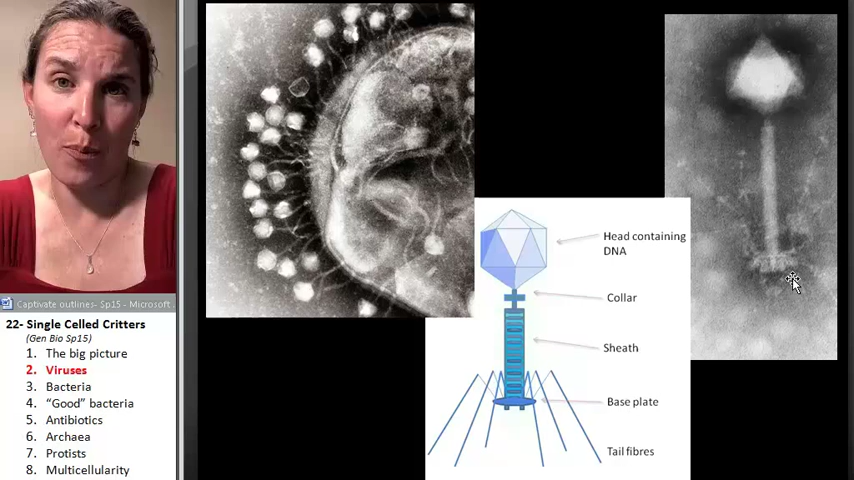 Captivate outlines- Sp15 - Microsoft
22- Single Celled Critters
(Gen Bio Sp15)
1. The big picture
2. Viruses
3. Bacteria
4. “Good” bacteria
5. Antibiotics
6. Archaea
7. Protists
8. Multicellularity
Head containing
DNA
Collar
Sheath
Base plate
Tail fibres